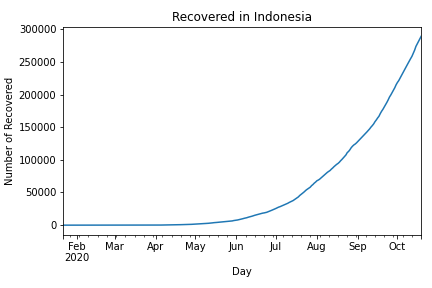 Recovered in Indonesia
300000
250000
200000
150000
100000
50000
0
Number of Recovered
Feb Mar Apr May Jun Jul Aug Sep Oct
2020
Day